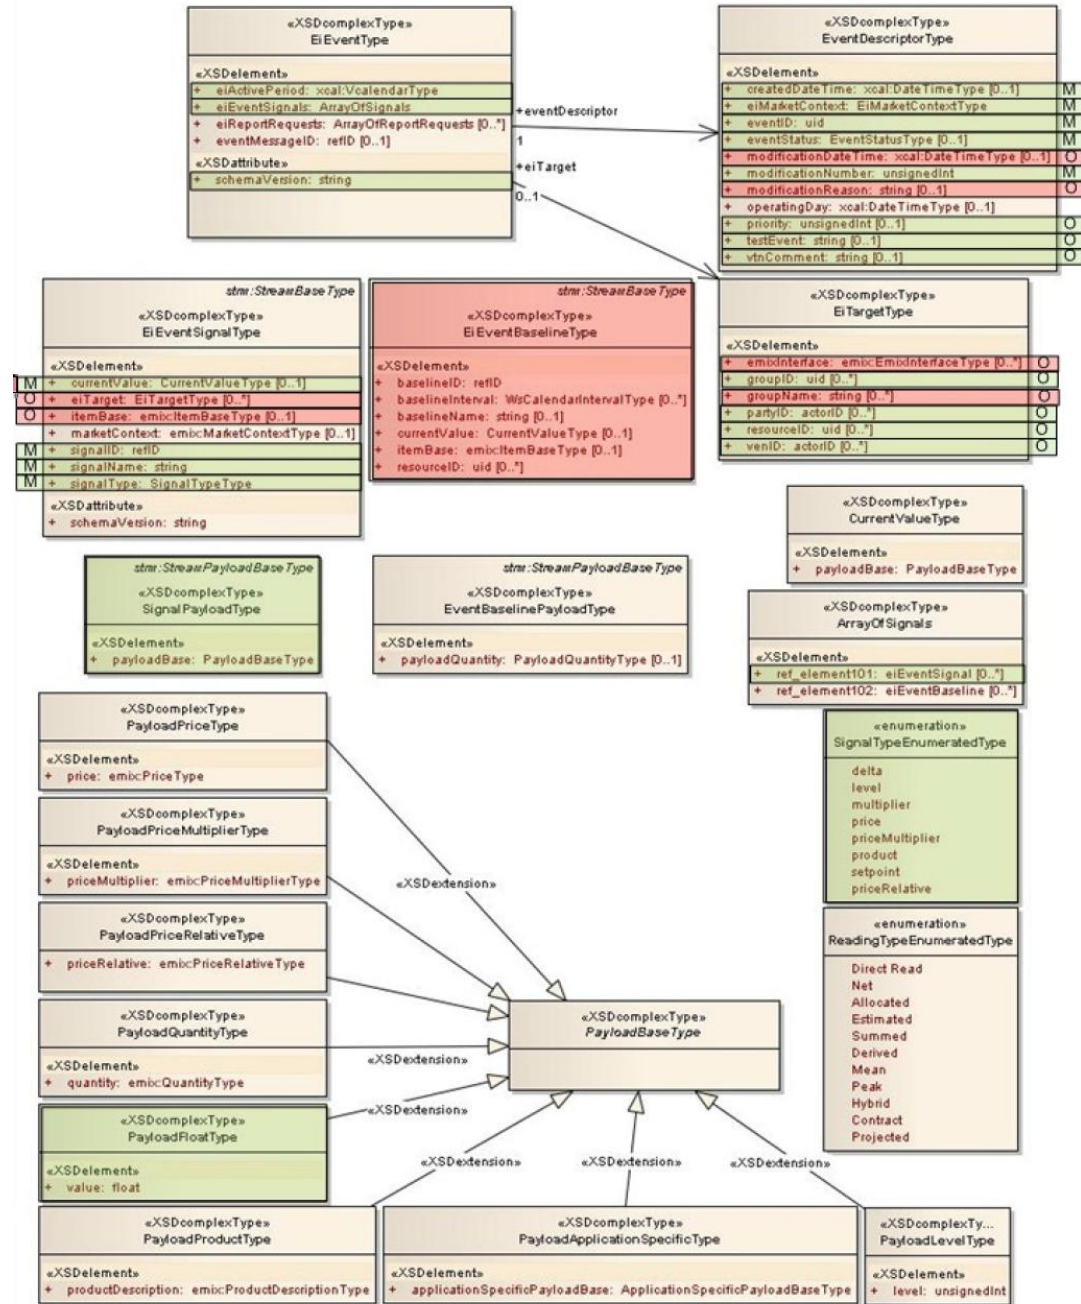 «XSDcomplexType»
EiEventType
«XSDelement»
+ eiActivePeriod: xcal:VcalendarType
+ eiEventSignals: ArrayOfSignals
+ eiReportRequests: ArrayOfReportRequests [0..*]
+ eventMessageID: refID [0..1]
«XSDattribute»
+ schemaVersion: string
+eventDescriptor
1
+eiTarget
0..1
«XSDcomplexType»
EventDescriptorType
«XSDelement»
+ createdDateTime: xcal:DateTimeType [0..1] M
+ eiMarketContext: EiMarketContextType M
+ eventID: uid M
+ eventStatus: EventStatusType [0..1] M
+ modificationDateTime: xcal:DateTimeType [0..1] O
+ modificationNumber: unsignedInt M
+ modificationReason: string [0..1] O
+ operatingDay: xcal:DateTimeType [0..1]
+ priority: unsignedInt [0..1] O
+ testEvent: string [0..1] O
+ vtnComment: string [0..1] O
stmr:StreamBaseType
«XSDcomplexType»
EiEventSignalType
«XSDelement»
M + currentValue: CurrentValueType [0..1]
O + eiTarget: EiTargetType [0..*]
O + itemBase: emix:ItemBaseType [0..1]
+ marketContext: emix:MarketContextType [0..1]
M + signalID: refID
M + signalName: string
M + signalType: SignalTypeType
«XSDattribute»
+ schemaVersion: string
stmr:StreamBaseType
«XSDcomplexType»
EiEventBaselineType
«XSDelement»
+ baselineID: refID
+ baselineInterval: WsCalendarIntervalType [0..*]
+ baselineName: string [0..1]
+ currentValue: CurrentValueType [0..1]
+ itemBase: emix:ItemBaseType [0..1]
+ resourceID: uid [0..*]
«XSDcomplexType»
EiTargetType
«XSDelement»
+ emixInterface: emix:EmixInterfaceType [0..*] O
+ groupID: uid [0..*] O
+ groupName: string [0..*] O
+ partyID: actorID [0..*] O
+ resourceID: uid [0..*] O
+ venID: actorID [0..*] O
«XSDcomplexType»
CurrentValueType
«XSDelement»
+ payloadBase: PayloadBaseType
stmr:StreamPayloadBaseType
«XSDcomplexType»
SignalPayloadType
«XSDelement»
+ payloadBase: PayloadBaseType
stmr:StreamPayloadBaseType
«XSDcomplexType»
EventBaselinePayloadType
«XSDelement»
+ payloadQuantity: PayloadQuantityType [0..1]
«XSDcomplexType»
ArrayOfSignals
«XSDelement»
+ ref_element101: eiEventSignal [0..*]
+ ref_element102: eiEventBaseline [0..*]
«XSDcomplexType»
PayloadPriceType
«XSDelement»
+ price: emix:PriceType
«XSDcomplexType»
PayloadPriceMultiplierType
«XSDelement»
+ priceMultiplier: emix:PriceMultiplierType
«XSDcomplexType»
PayloadPriceRelativeType
+ priceRelative: emix:PriceRelativeType
«XSDcomplexType»
PayloadQuantityType
«XSDelement»
+ quantity: emix:QuantityType
«XSDcomplexType»
PayloadFloatType
«XSDelement»
+ value: float
«XSDextension»
«XSDextension»
«XSDextension»
«XSDcomplexType»
PayloadBaseType
«enumeration»
SignalTypeEnumeratedType
delta
level
multiplier
price
priceMultiplier
product
setpoint
priceRelative
«enumeration»
ReadingTypeEnumeratedType
Direct Read
Net
Allocated
Estimated
Summed
Derived
Mean
Peak
Hybrid
Contract
Projected
«XSDextension»
«XSDextension»
«XSDextension»
«XSDcomplexType»
PayloadProductType
«XSDelement»
+ productDescription: emix:ProductDescriptionType
«XSDcomplexType»
PayloadApplicationSpecificType
«XSDelement»
+ applicationSpecificPayloadBase: ApplicationSpecificPayloadBaseType
«XSDcomplexTy...
PayloadLevelType
«XSDelement»
+ level: unsignedInt